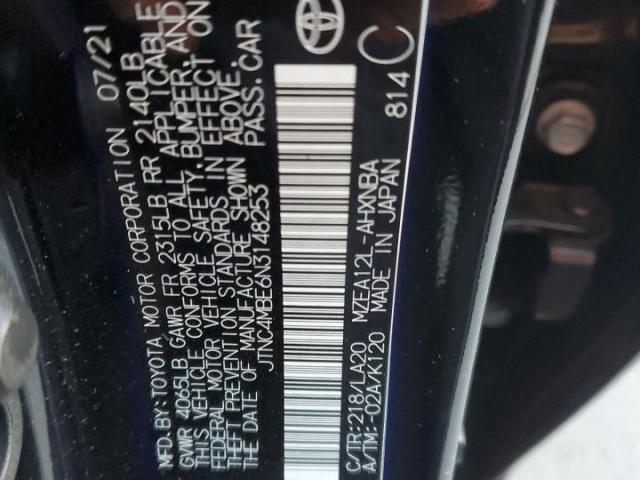 MFD. BY: TOYOTA MOTOR CORPORATION 07/21
GVWR 4065LB GAWR FR 2315LB RR 2140LB
THIS VEHICLE CONFORMS TO ALL APPLICABLE
FEDERAL MOTOR VEHICLE SAFETY, BUMPER, AND
THEFT PREVENTION STANDARDS IN EFFECT ON
THE DATE OF MANUFACTURE SHOWN ABOVE.
JTNC4MBE6N3148253 PASS. CAR
C/TR: 218/LA20 MZEA12L-AHXNBA
A/TM: -02A/K120 MADE IN JAPAN
814 C